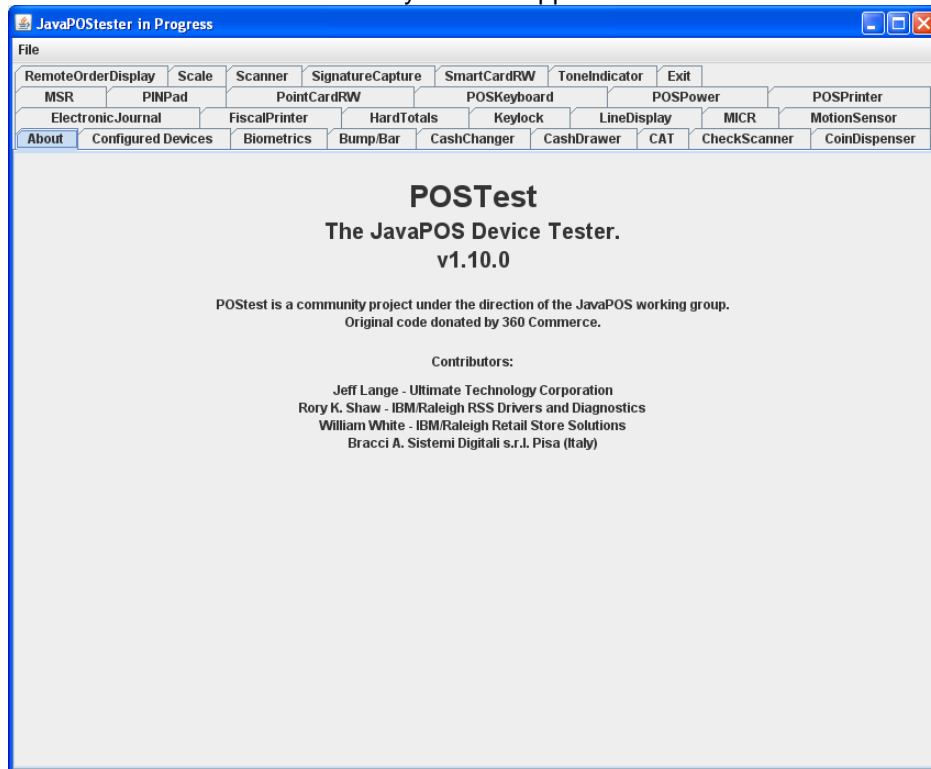 JavaPOStester in Progress
File
RemoteOrderDisplay Scale Scanner SignatureCapture SmartCardRW ToneIndicator Exit
MSR PINPad PointCardRW POSKeyboard POSPower POSPrinter
ElectronicJournal FiscalPrinter HardTotals Keylock LineDisplay MICR MotionSensor
About Configured Devices Biometrics Bump/Bar CashChanger CashDrawer CAT CheckScanner CoinDispenser
POSTest
The JavaPOS Device Tester.
v1.10.0
POStest is a community project under the direction of the JavaPOS working group.
Original code donated by 360 Commerce.
Contributors:
Jeff Lange - Ultimate Technology Corporation
Rory K. Shaw - IBM/Raleigh RSS Drivers and Diagnostics
William White - IBM/Raleigh Retail Store Solutions
Bracci A. Sistemi Digitali s.r.l. Pisa (Italy)